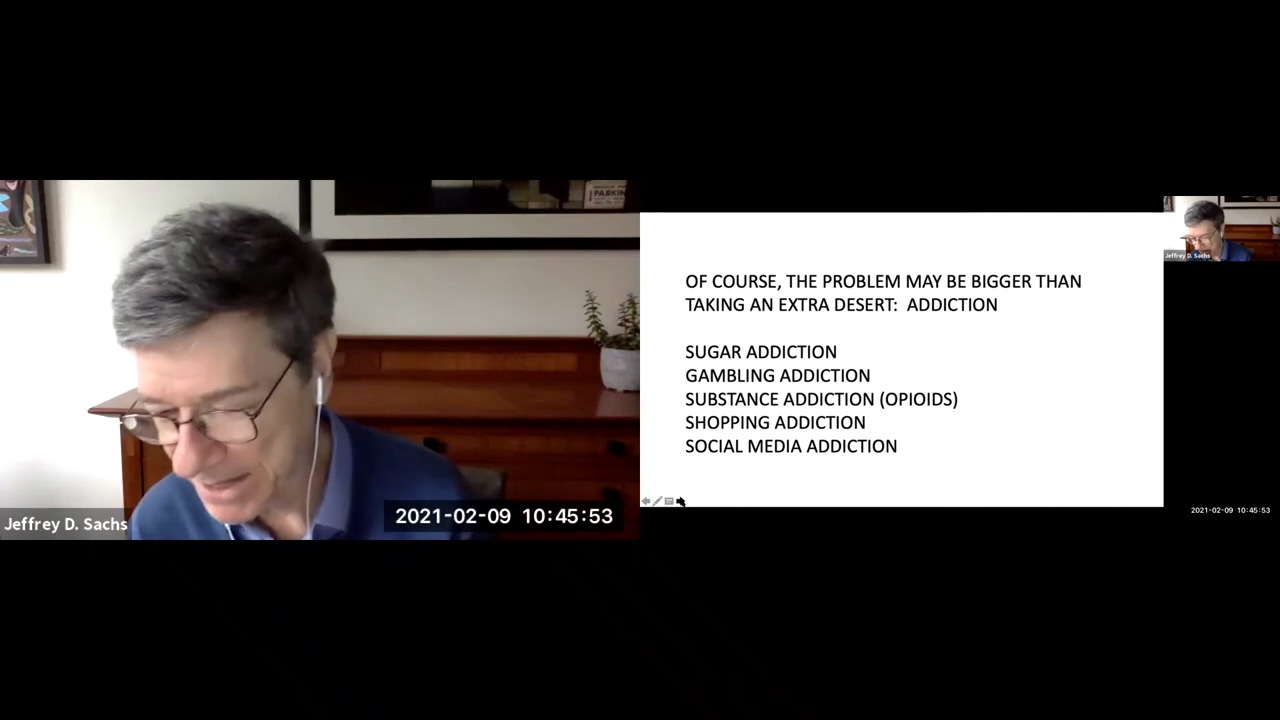 PARKIN
Jeffrey D. Sachs
2021-02-09 10:45:53
OF COURSE, THE PROBLEM MAY BE BIGGER THAN
TAKING AN EXTRA DESERT: ADDICTION
SUGAR ADDICTION
GAMBLING ADDICTION
SUBSTANCE ADDICTION (OPIOIDS)
SHOPPING ADDICTION
SOCIAL MEDIA ADDICTION
Jeffrey D. Sachs
2021-02-09 10:45:53